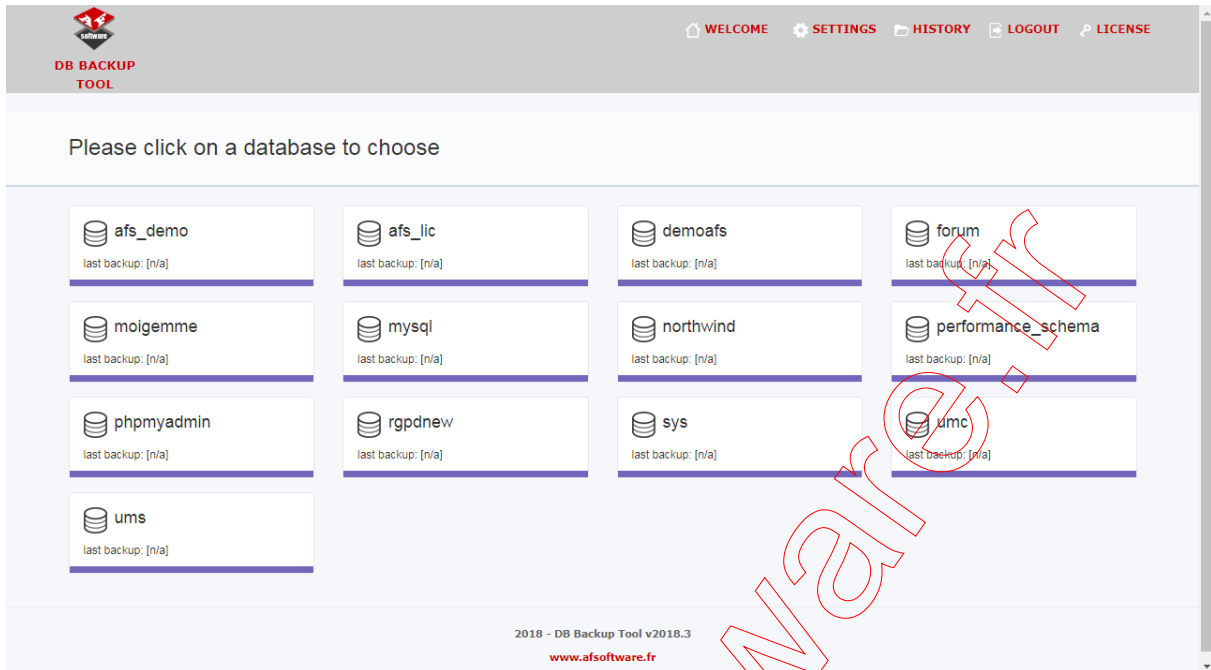 software
DB BACKUP
TOOL
WELCOME SETTINGS HISTORY LOGOUT LICENSE
Please click on a database to choose
afs_demo
last backup: [n/a]
afs_lic
last backup: [n/a]
demoafs
last backup: [n/a]
forum
last backup: [n/a]
moigemme
last backup: [n/a]
mysql
last backup: [n/a]
northwind
last backup: [n/a]
performance_schema
last backup: [n/a]
phpmyadmin
last backup: [n/a]
rgpdnew
last backup: [n/a]
sys
last backup: [n/a]
umc
last backup: [n/a]
ums
last backup: [n/a]
ware.fr
2018 - DB Backup Tool v2018.3
www.afsoftware.fr